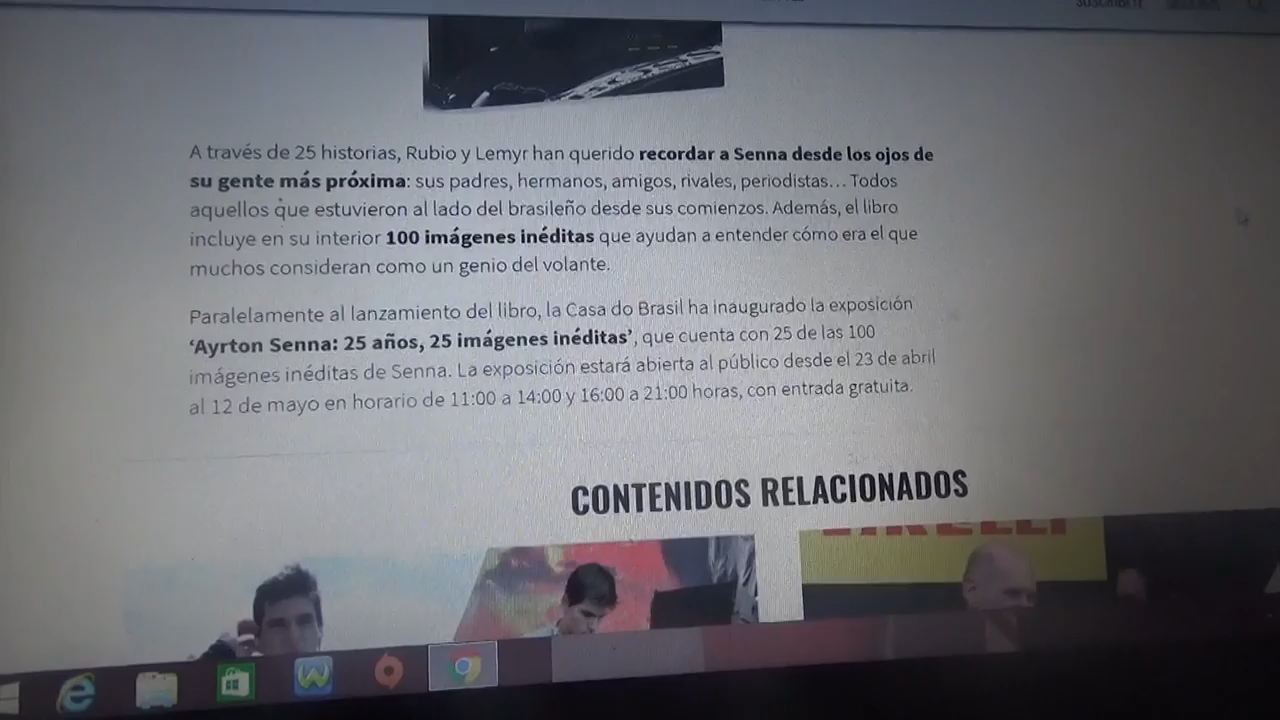 A través de 25 historias, Rubio y Lemyr han querido recordar a Senna desde los ojos de
su gente más próxima: sus padres, hermanos, amigos, rivales, periodistas… Todos
aquellos que estuvieron al lado del brasileño desde sus comienzos. Además, el libro
incluye en su interior 100 imágenes inéditas que ayudan a entender cómo era el que
muchos consideran como un genio del volante.
Paralelamente al lanzamiento del libro, la Casa do Brasil ha inaugurado la exposición
‘Ayrton Senna: 25 años, 25 imágenes inéditas’, que cuenta con 25 de las 100
imágenes inéditas de Senna. La exposición estará abierta al público desde el 23 de abril
al 12 de mayo en horario de 11:00 a 14:00 y 16:00 a 21:00 horas, con entrada gratuita.
CONTENIDOS RELACIONADOS